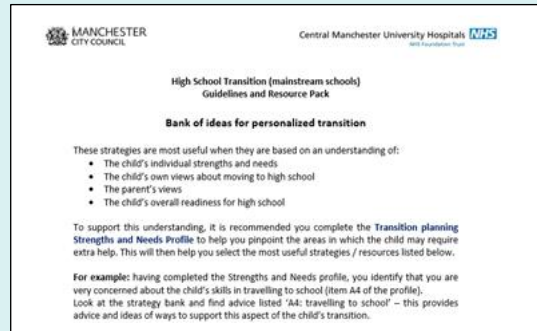 MANCHESTER
CITY COUNCIL
Central Manchester University Hospitals NHS
NHS Foundation Trust
High School Transition (mainstream schools)
Guidelines and Resource Pack
Bank of ideas for personalized transition
These strategies are most useful when they are based on an understanding of:
• The child's individual strengths and needs
• The child's own views about moving to high school
• The parent's views
• The child's overall readiness for high school
To support this understanding, it is recommended you complete the Transition planning
Strengths and Needs Profile to help you pinpoint the areas in which the child may require
extra help. This will then help you select the most useful strategies / resources listed below.
For example: having completed the Strengths and Needs profile, you identify that you are
very concerned about the child's skills in travelling to school (item A4 of the profile).
Look at the strategy bank and find advice listed 'A4: travelling to school' – this provides
advice and ideas of ways to support this aspect of the child's transition.